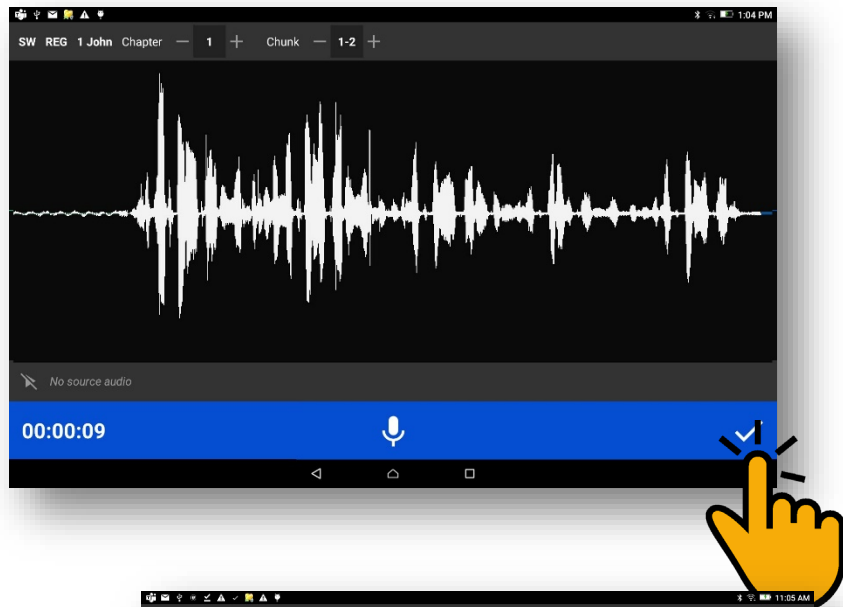 1:04 PM
SW REG 1 John Chapter — 1 + Chunk — 1-2 +
No source audio
00:00:09
11:05 AM